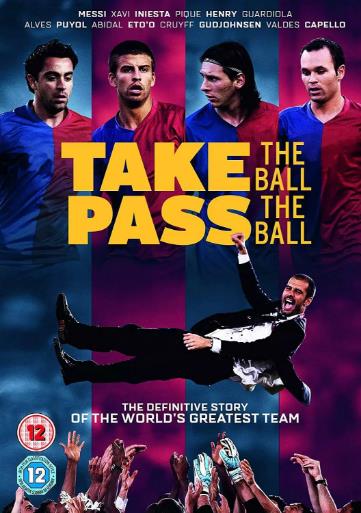 MESSI XAVI INIESTA PIQUE HENRY GUARDIOLA
ALVES PUYOL ABIDAL ETO'O CRUYFF GUDJOHNSEN VALDES CAPELLO
TAKE THE BALL
PASS THE BALL
THE DEFINITIVE STORY
OF THE WORLD'S GREATEST TEAM
12
12